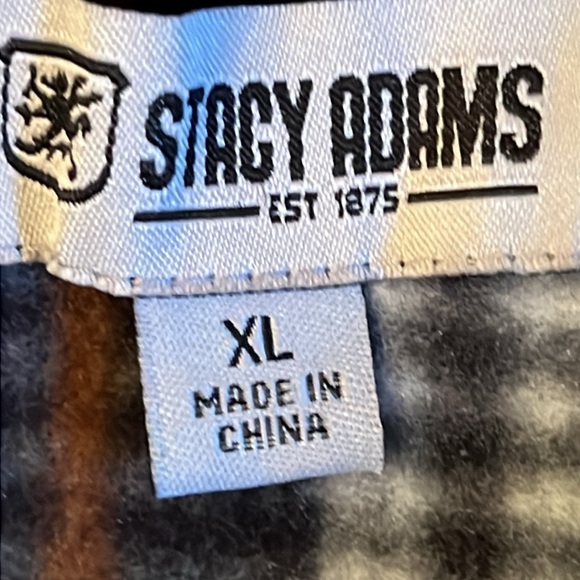 STACY ADAMS
EST 1875
XL
MADE IN
CHINA